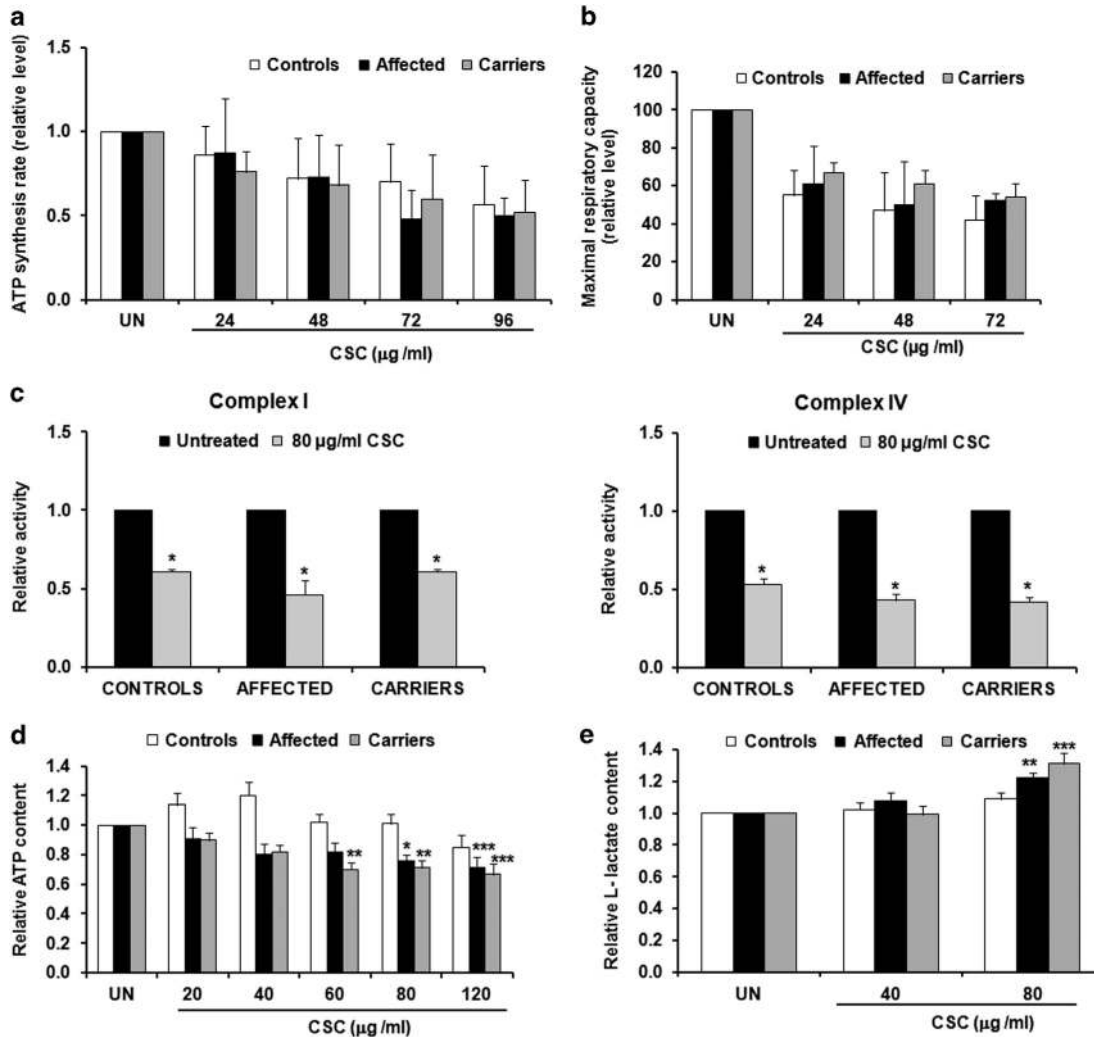 a
ATP synthesis rate (relative level)
Controls Affected Carriers
1.5
1.0
0.5
0.0
UN 24 48 72 96
CSC (µg /ml)
b
Maximal respiratory capacity
(relative level)
Controls Affected Carriers
120
100
80
60
40
20
0
UN 24 48 72
CSC (µg /ml)
c
Complex I
Relative activity
Untreated 80 µg/ml CSC
1.5
1.0
0.5
0.0
* * *
CONTROLS AFFECTED CARRIERS
Complex IV
Relative activity
Untreated 80 µg/ml CSC
1.5
1.0
0.5
0.0
* * *
CONTROLS AFFECTED CARRIERS
d
Relative ATP content
Controls Affected Carriers
1.4
1.2
1.0
0.8
0.6
0.4
0.2
0.0
** * ** *** ***
UN 20 40 60 80 120
CSC (µg /ml)
e
Relative L- lactate content
Controls Affected Carriers
1.4
1.2
1.0
0.8
0.6
0.4
0.2
0.0
** ***
UN 40 80
CSC (µg /ml)